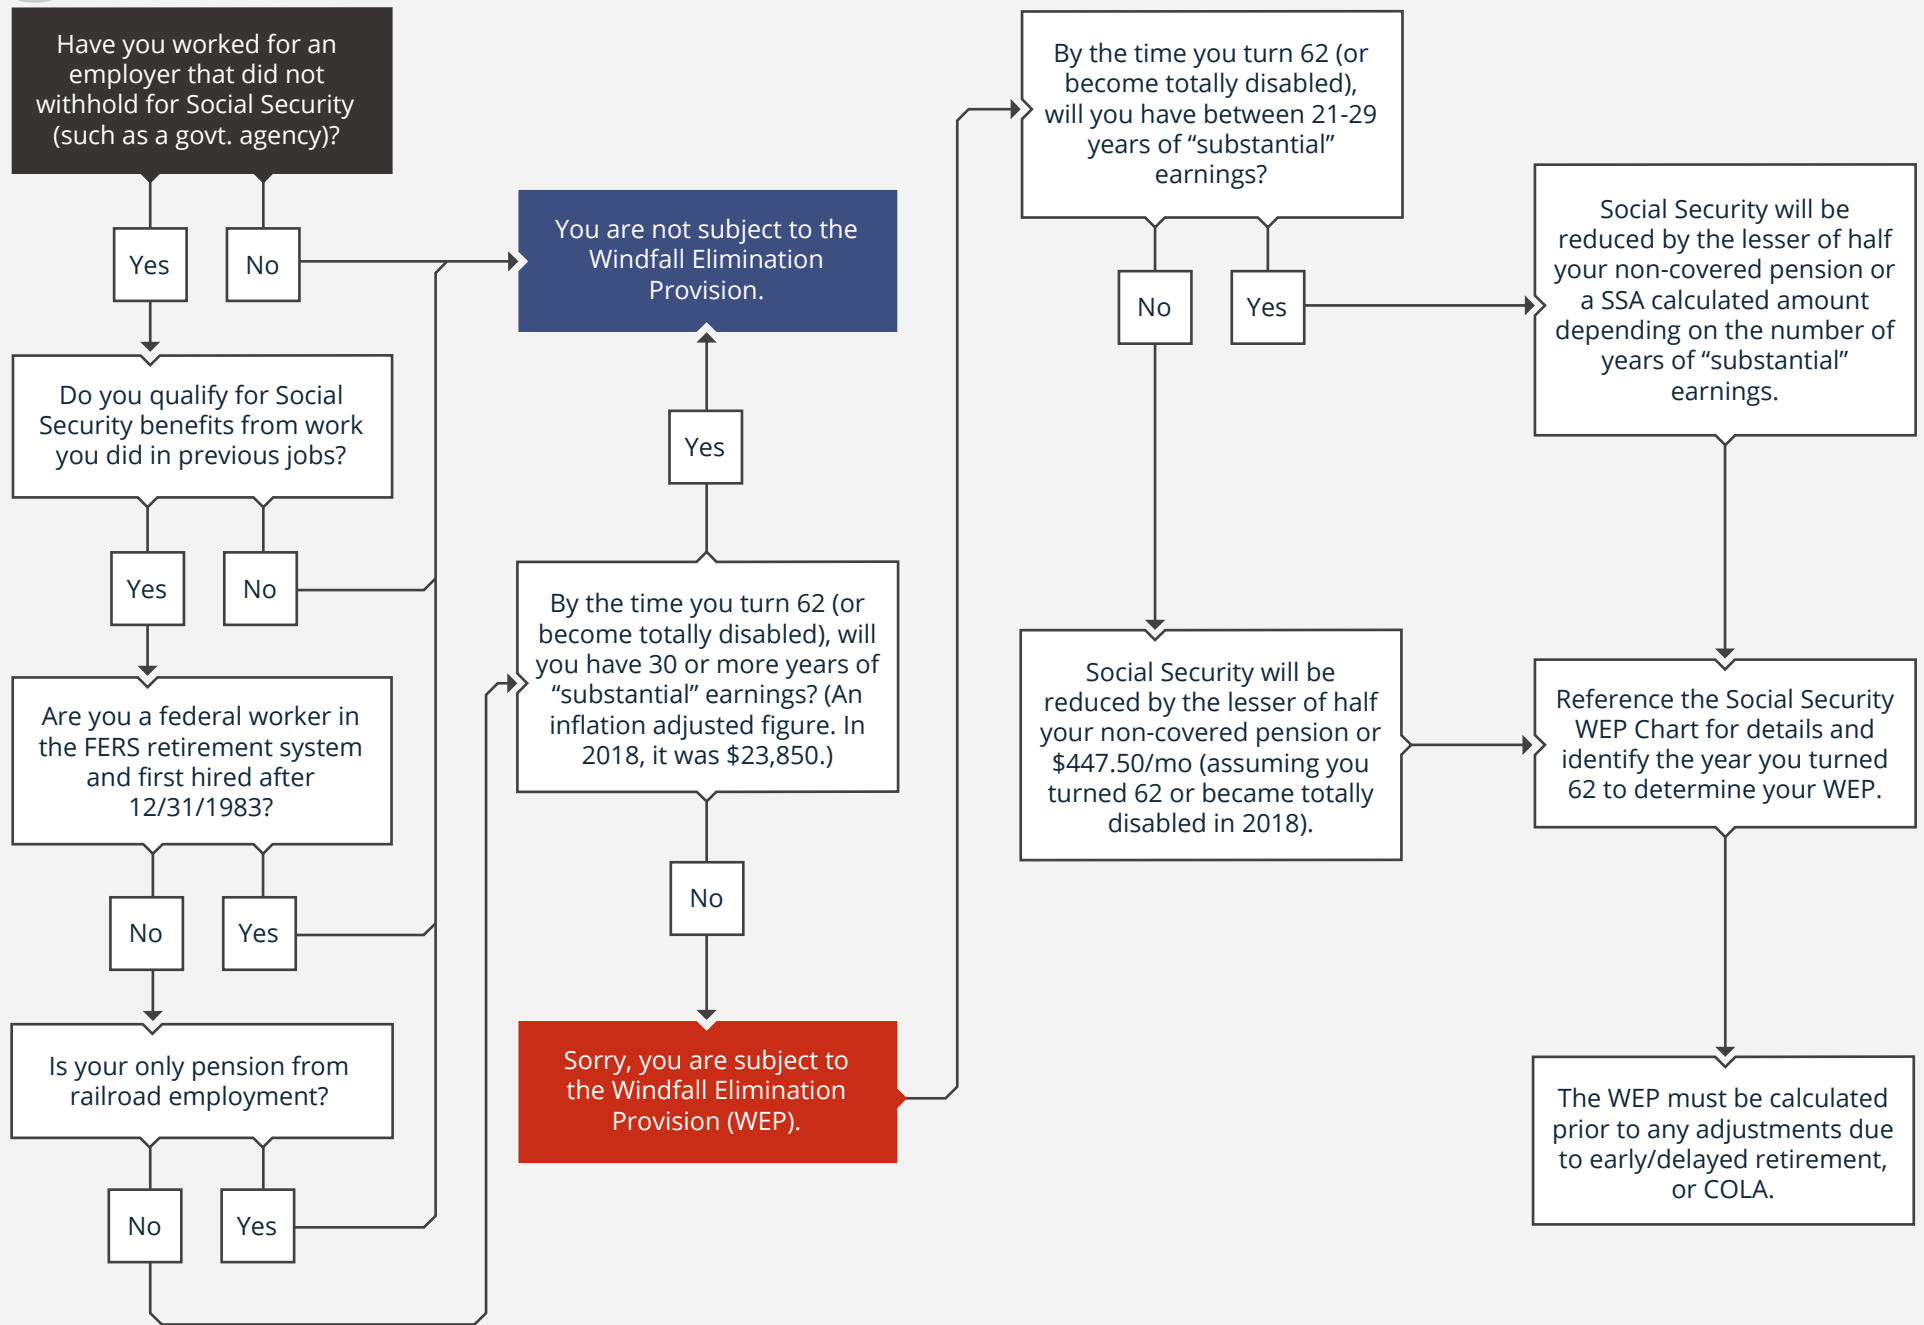 Have you worked for an
employer that did not
withhold for Social Security
(such as a govt. agency)?
Yes
No
Do you qualify for Social
Security benefits from work
you did in previous jobs?
Yes
No
Are you a federal worker in
the FERS retirement system
and first hired after
12/31/1983?
No
Yes
Is your only pension from
railroad employment?
No
Yes
You are not subject to the
Windfall Elimination
Provision.
Yes
By the time you turn 62 (or
become totally disabled), will
you have 30 or more years of
“substantial” earnings? (An
inflation adjusted figure. In
2018, it was $23,850.)
No
Sorry, you are subject to
the Windfall Elimination
Provision (WEP).
By the time you turn 62 (or
become totally disabled),
will you have between 21-29
years of “substantial”
earnings?
No
Yes
Social Security will be
reduced by the lesser of half
your non-covered pension or
$447.50/mo (assuming you
turned 62 or became totally
disabled in 2018).
Social Security will be
reduced by the lesser of half
your non-covered pension or
a SSA calculated amount
depending on the number of
years of “substantial”
earnings.
Reference the Social Security
WEP Chart for details and
identify the year you turned
62 to determine your WEP.
The WEP must be calculated
prior to any adjustments due
to early/delayed retirement,
or COLA.